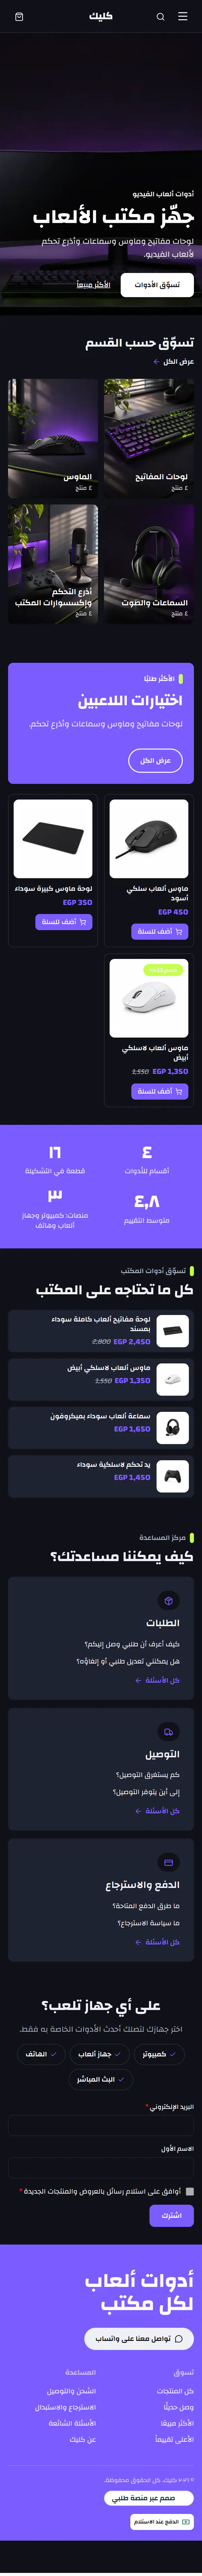 كليك
أدوات ألعاب الفيديو
جهّز مكتب الألعاب
لوحات مفاتيح وماوس وسماعات وأذرع تحكم
لألعاب الفيديو.
تسوّق الأدوات
الأكثر مبيعاً
تسوّق حسب القسم
عرض الكل
لوحات المفاتيح
٤ منتج
الماوس
٤ منتج
السماعات والصوت
٤ منتج
أذرع التحكم
وإكسسوارات المكتب
٤ منتج
الأكثر طلبًا
اختيارات اللاعبين
لوحات مفاتيح وماوس وسماعات وأذرع تحكم.
عرض الكل
ماوس ألعاب سلكي
أسود
EGP 450
أضف للسلة
لوحة ماوس كبيرة سوداء
EGP 350
أضف للسلة
ماوس ألعاب لاسلكي
أبيض
EGP 1,350 1,550
أضف للسلة
٤
أقسام للأدوات
١٦
قطعة في التشكيلة
٤٫٨
متوسط التقييم
٣
منصات: كمبيوتر وجهاز
ألعاب وهاتف
تسوّق أدوات المكتب
كل ما تحتاجه على المكتب
لوحة مفاتيح ألعاب كاملة سوداء
بمسند
EGP 2,450 2,800
ماوس ألعاب لاسلكي أبيض
EGP 1,350 1,550
سماعة ألعاب سوداء بميكروفون
EGP 1,650
يد تحكم لاسلكية سوداء
EGP 1,450
مركز المساعدة
كيف يمكننا مساعدتك؟
الطلبات
كيف أعرف أن طلبي وصل إليكم؟
هل يمكنني تعديل طلبي أو إلغاؤه؟
كل الأسئلة
التوصيل
كم يستغرق التوصيل؟
إلى أين يتوفر التوصيل؟
كل الأسئلة
الدفع والاسترجاع
ما طرق الدفع المتاحة؟
ما سياسة الاسترجاع؟
كل الأسئلة
على أي جهاز تلعب؟
اختر جهازك لتصلك أحدث الأدوات الخاصة به فقط.
كمبيوتر
جهاز ألعاب
الهاتف
البث المباشر
البريد الإلكتروني *
الاسم الأول
أوافق على استلام رسائل بالعروض والمنتجات الجديدة *
اشترك
أدوات ألعاب
لكل مكتب
تواصل معنا على واتساب
تسوق
كل المنتجات
وصل حديثًا
الأكثر مبيعًا
الأعلى تقييماً
المساعدة
الشحن والتوصيل
الاسترجاع والاستبدال
الأسئلة الشائعة
عن كليك
© ٢٠٢٦ كليك. كل الحقوق محفوظة.
صمم عبر منصة طلبي
الدفع عند الاستلام